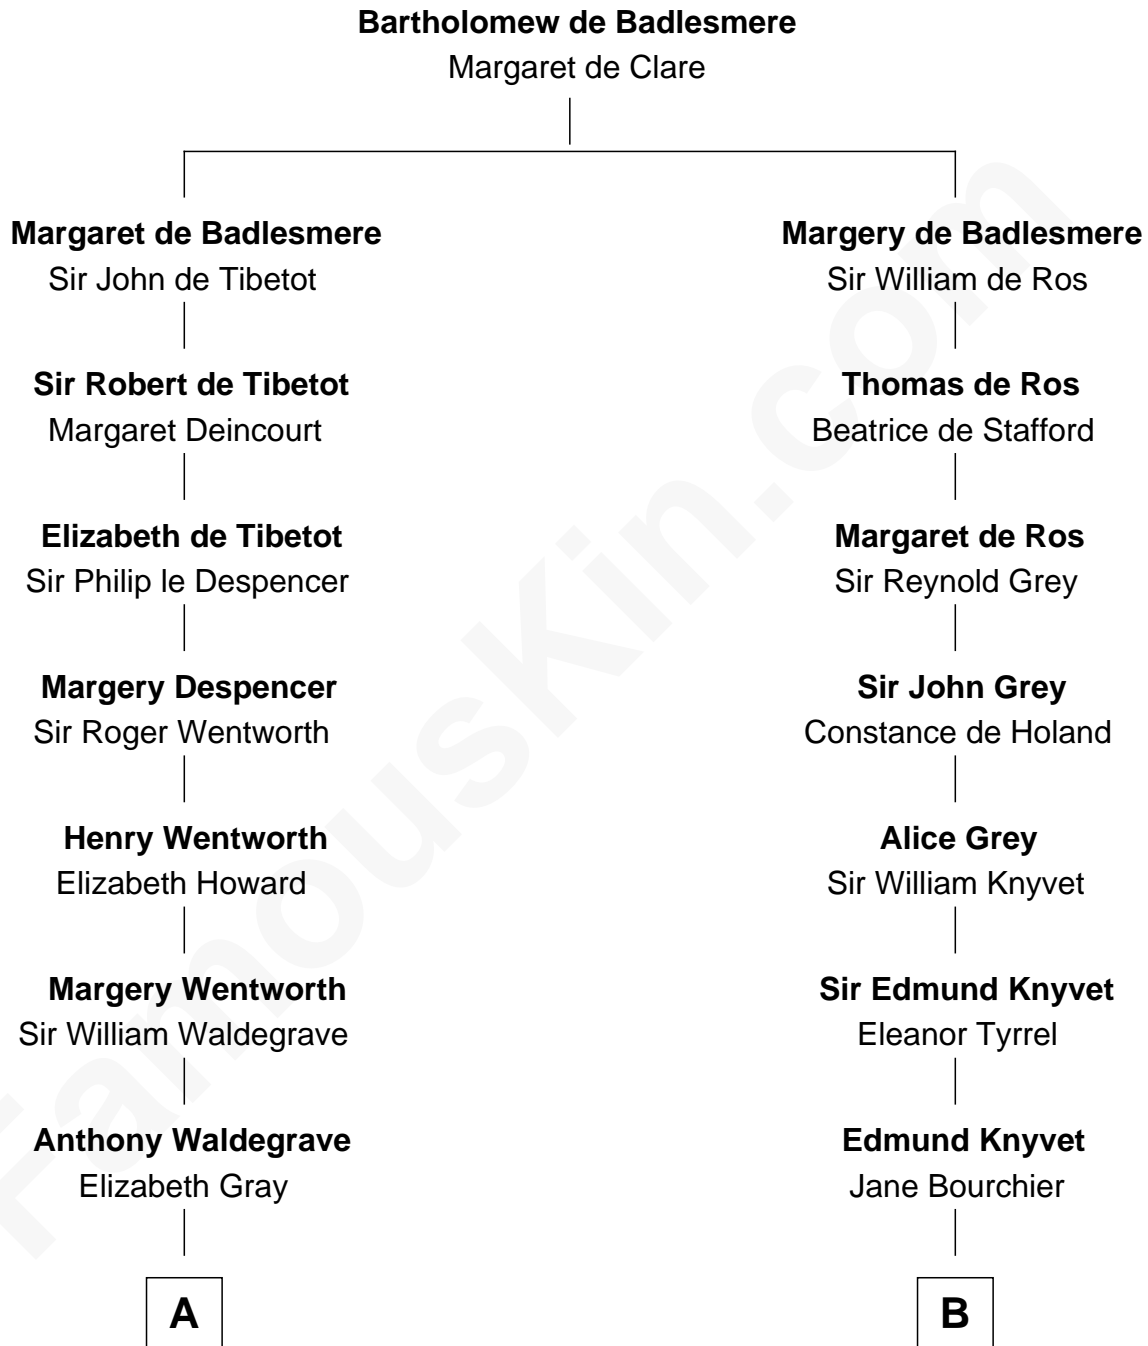 Bartholomew de Badlesmere
Margaret de Clare
Margaret de Badlesmere
Sir John de Tibetot
Margery de Badlesmere
Sir William de Ros
Sir Robert de Tibetot
Margaret Deincourt
Thomas de Ros
Beatrice de Stafford
Elizabeth de Tibetot
Sir Philip le Despencer
Margaret de Ros
Sir Reynold Grey
Margery Despencer
Sir Roger Wentworth
Sir John Grey
Constance de Holand
Henry Wentworth
Elizabeth Howard
Alice Grey
Sir William Knyvet
Margery Wentworth
Sir William Waldegrave
Sir Edmund Knyvet
Eleanor Tyrrel
Anthony Waldegrave
Elizabeth Gray
Edmund Knyvet
Jane Bourchier
A
B
FamousKin.com